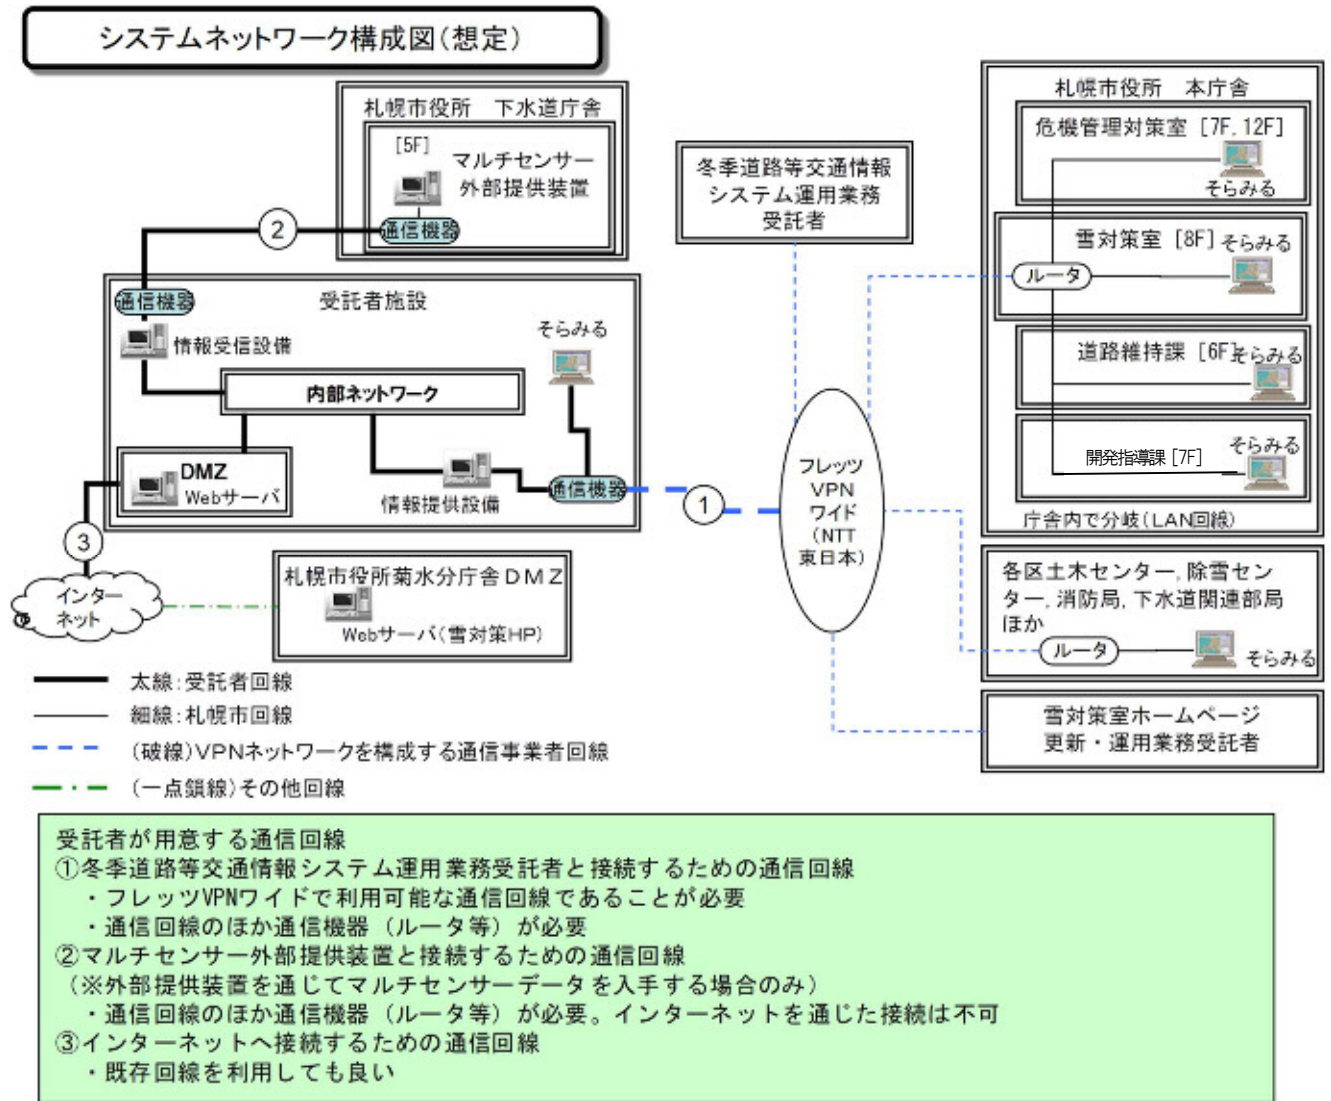 システムネットワーク構成図(想定)
札幌市役所 下水道庁舎
[5F]
マルチセンサー
外部提供装置
通信機器
②
通信機器
受託者施設
情報受信設備
そらみる
内部ネットワーク
DMZ
Webサーバ
情報提供設備
通信機器
①
③
インター
ネット
札幌市役所菊水分庁舎DMZ
Webサーバ(雪対策HP)
冬季道路等交通情報
システム運用業務
受託者
フレッツ
VPN
ワイド
(NTT
東日本)
札幌市役所 本庁舎
危機管理対策室 [7F,12F]
そらみる
雪対策室 [8F]
そらみる
ルータ
道路維持課 [6F]
そらみる
開発指導課 [7F]
そらみる
庁舎内で分岐(LAN回線)
各区土木センター,除雪セン
ター,消防局,下水道関連部局
ほか
ルータ
そらみる
雪対策室ホームページ
更新・運用業務受託者
太線:受託者回線
細線:札幌市回線
(破線)VPNネットワークを構成する通信事業者回線
(一点鎖線)その他回線
受託者が用意する通信回線
①冬季道路等交通情報システム運用業務受託者と接続するための通信回線
・フレッツVPNワイドで利用可能な通信回線であることが必要
・通信回線のほか通信機器(ルータ等)が必要
②マルチセンサー外部提供装置と接続するための通信回線
(※外部提供装置を通じてマルチセンサーデータを入手する場合のみ)
・通信回線のほか通信機器(ルータ等)が必要。インターネットを通じた接続は不可
③インターネットへ接続するための通信回線
・既存回線を利用しても良い